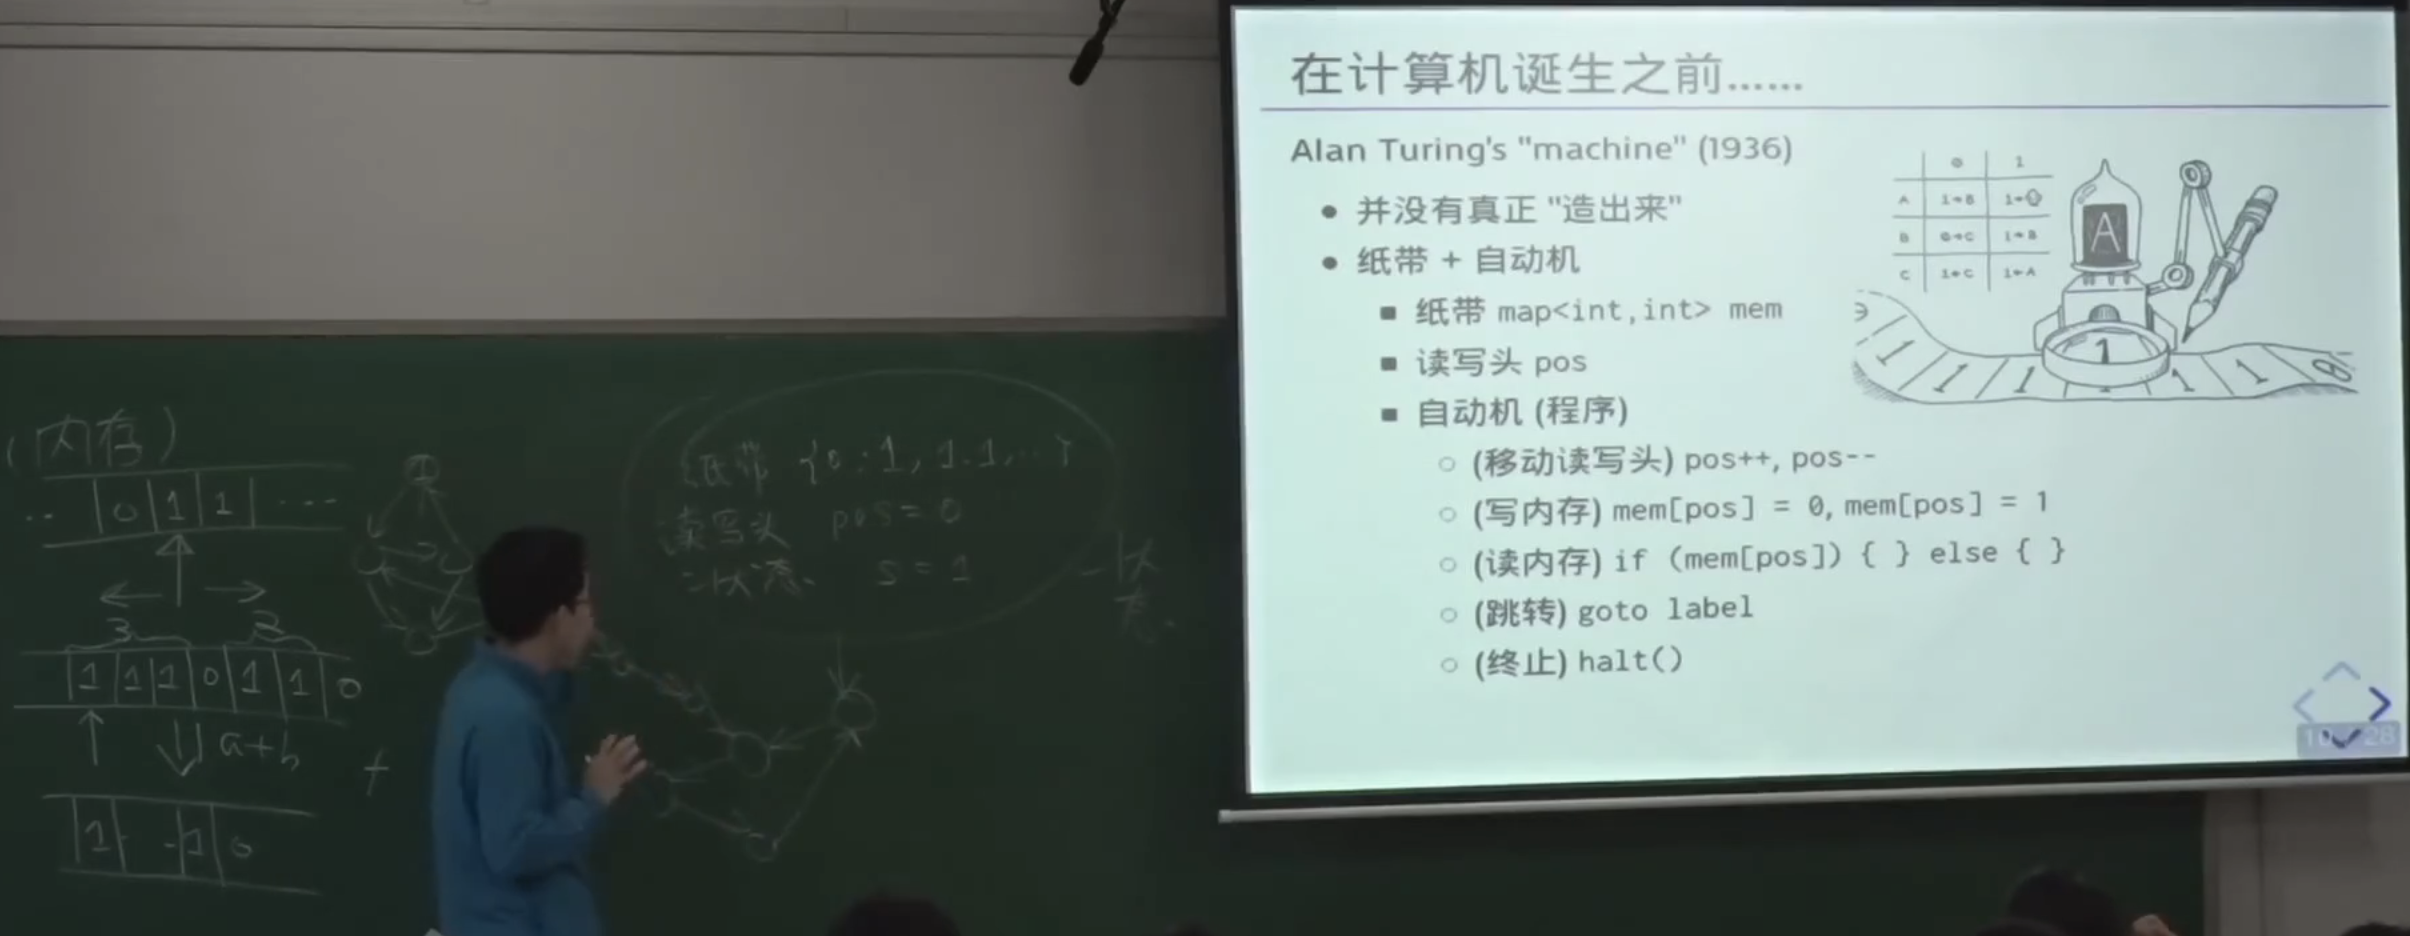 在计算机诞生之前......
Alan Turing's "machine" (1936)
并没有真正 "造出来"
纸带 + 自动机
纸带 map<int,int> mem
读写头 pos
自动机 (程序)
(移动读写头) pos++, pos--
(写内存) mem[pos] = 0, mem[pos] = 1
(读内存) if (mem[pos]) { } else { }
(跳转) goto label
(终止) halt()
0 1
A 1→B
B 0→C 1→B
C 1←C 1←A
A
1
1 1 1 1 1 0
(内存)
0 1 1 ...
3 2
1 1 1 0 1 1 0
a+b
+
1 1 0
纸带 {0:1, 1:1, ...}
读写头 pos=0
状态 s=1
状态